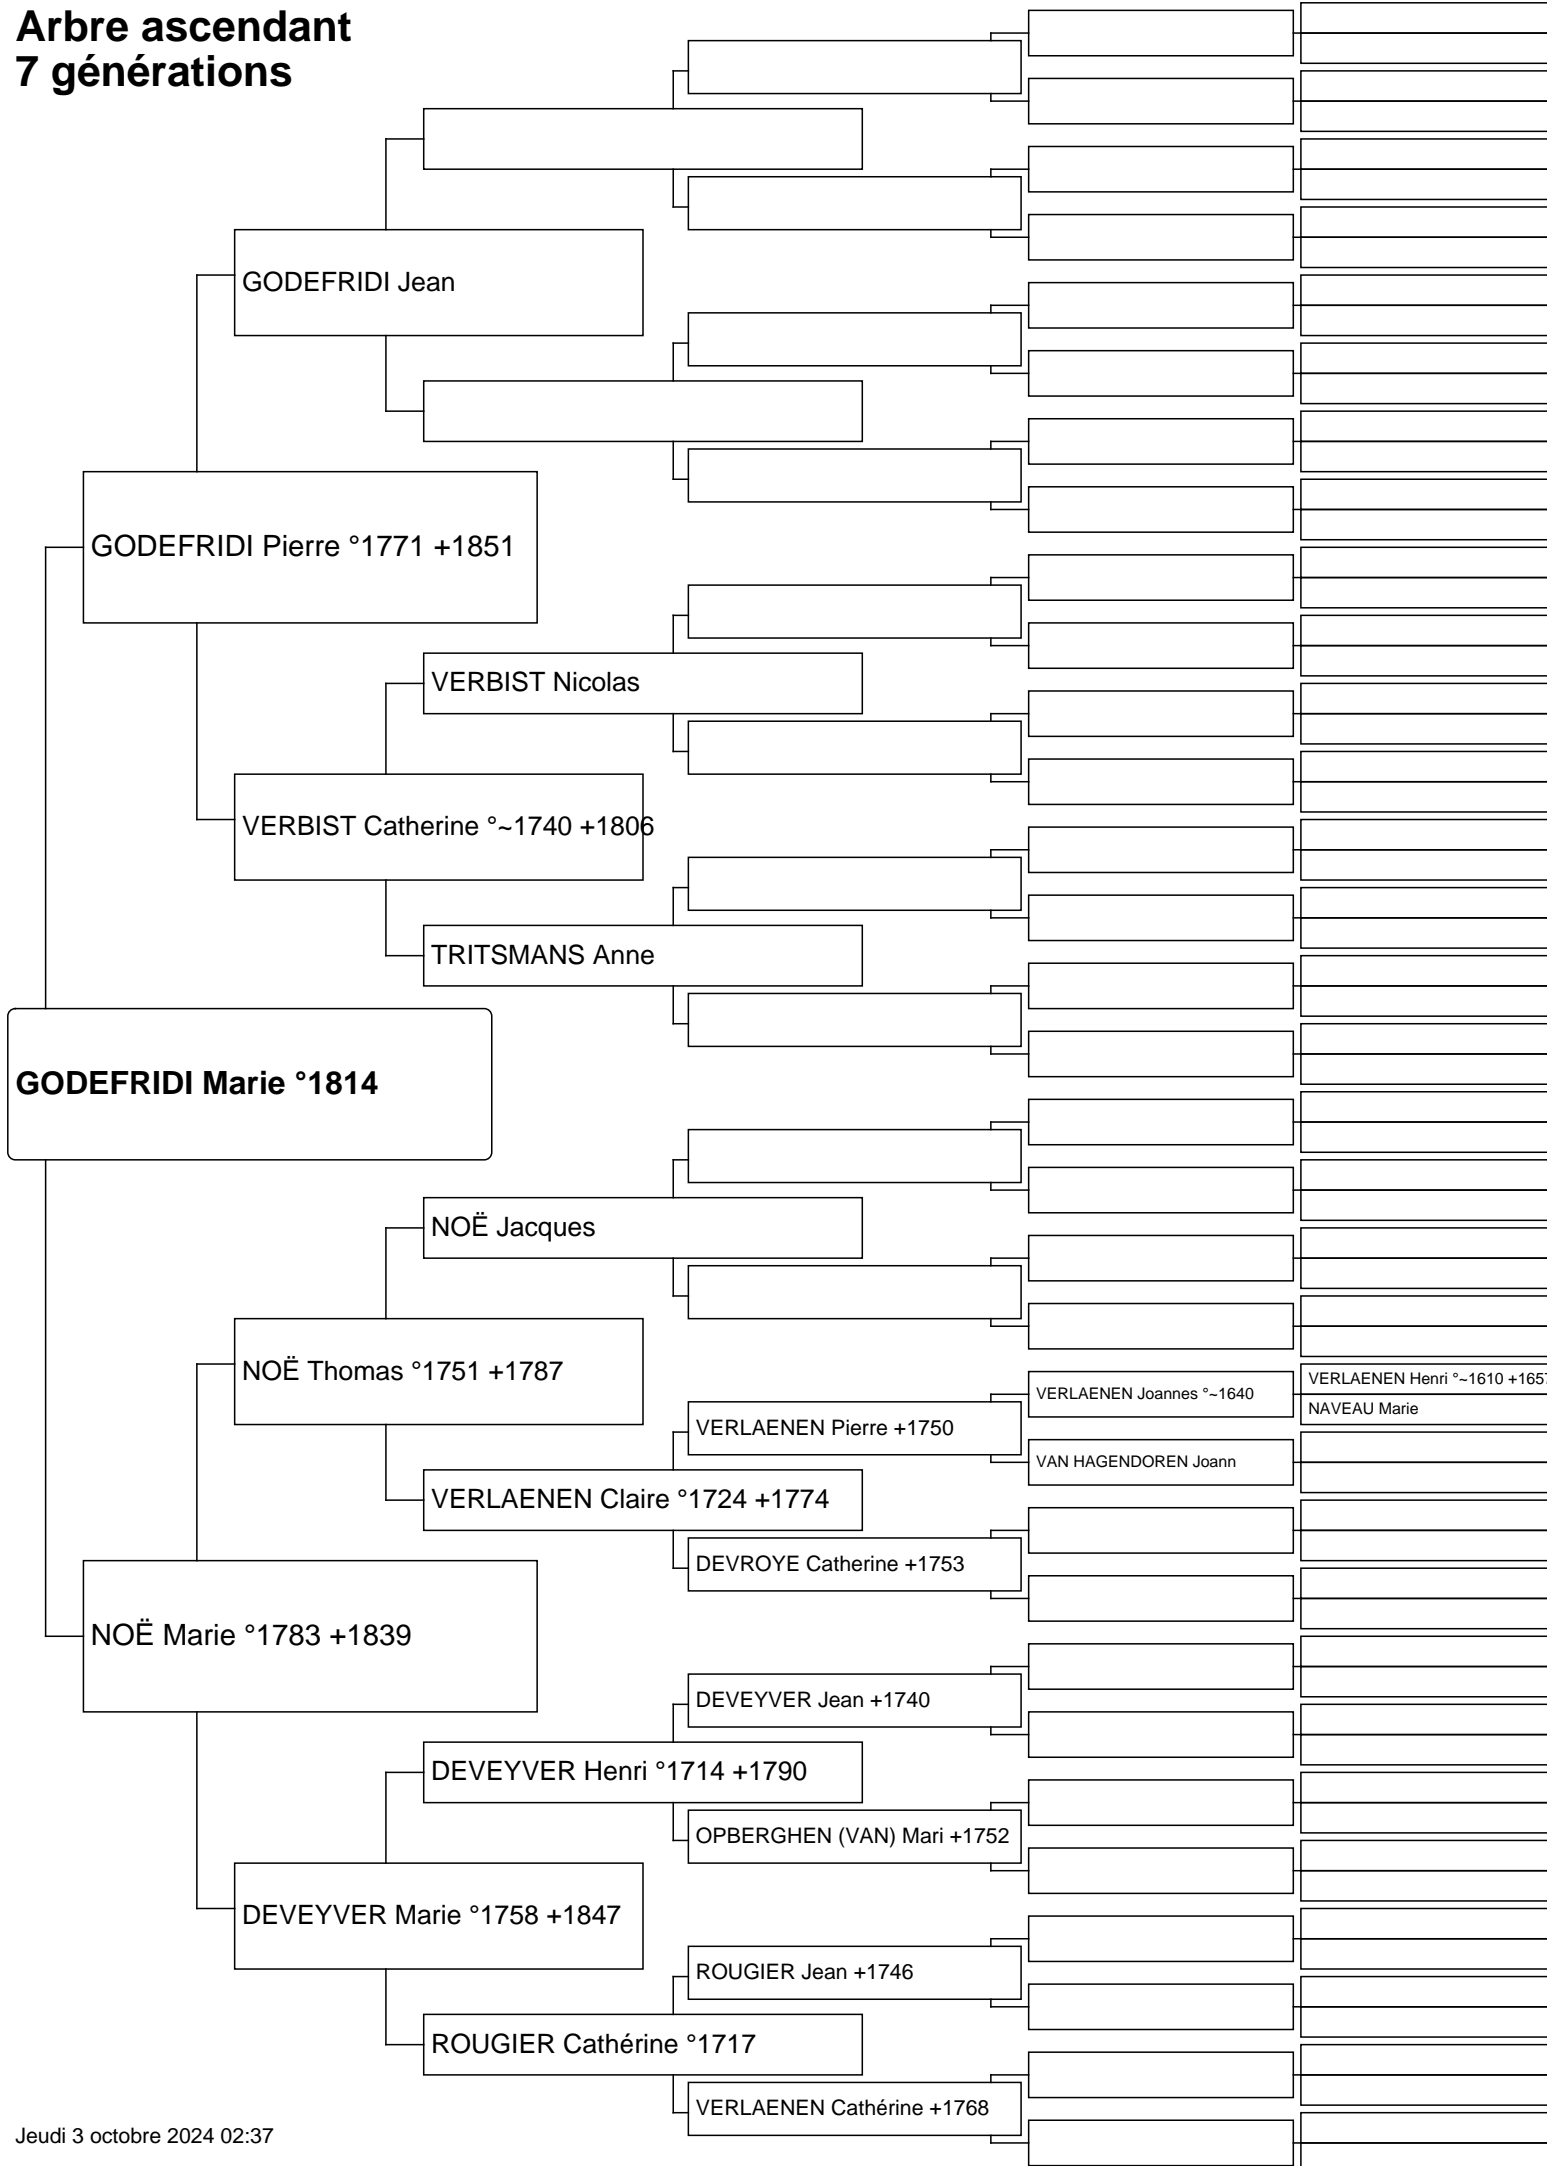 Arbre ascendant
7 générations
GODEFRIDI Jean
GODEFRIDI Pierre °1771 +1851
VERBIST Nicolas
VERBIST Catherine °~1740 +1806
TRITSMANS Anne
GODEFRIDI Marie °1814
NOË Jacques
NOË Thomas °1751 +1787
VERLAENEN Joannes °~1640
VERLAENEN Henri °~1610 +1657
NAVEAU Marie
VERLAENEN Pierre +1750
VAN HAGENDOREN Joann
VERLAENEN Claire °1724 +1774
DEVROYE Catherine +1753
NOË Marie °1783 +1839
DEVEYVER Jean +1740
DEVEYVER Henri °1714 +1790
OPBERGHEN (VAN) Mari +1752
DEVEYVER Marie °1758 +1847
ROUGIER Jean +1746
ROUGIER Cathérine °1717
VERLAENEN Cathérine +1768
Jeudi 3 octobre 2024 02:37